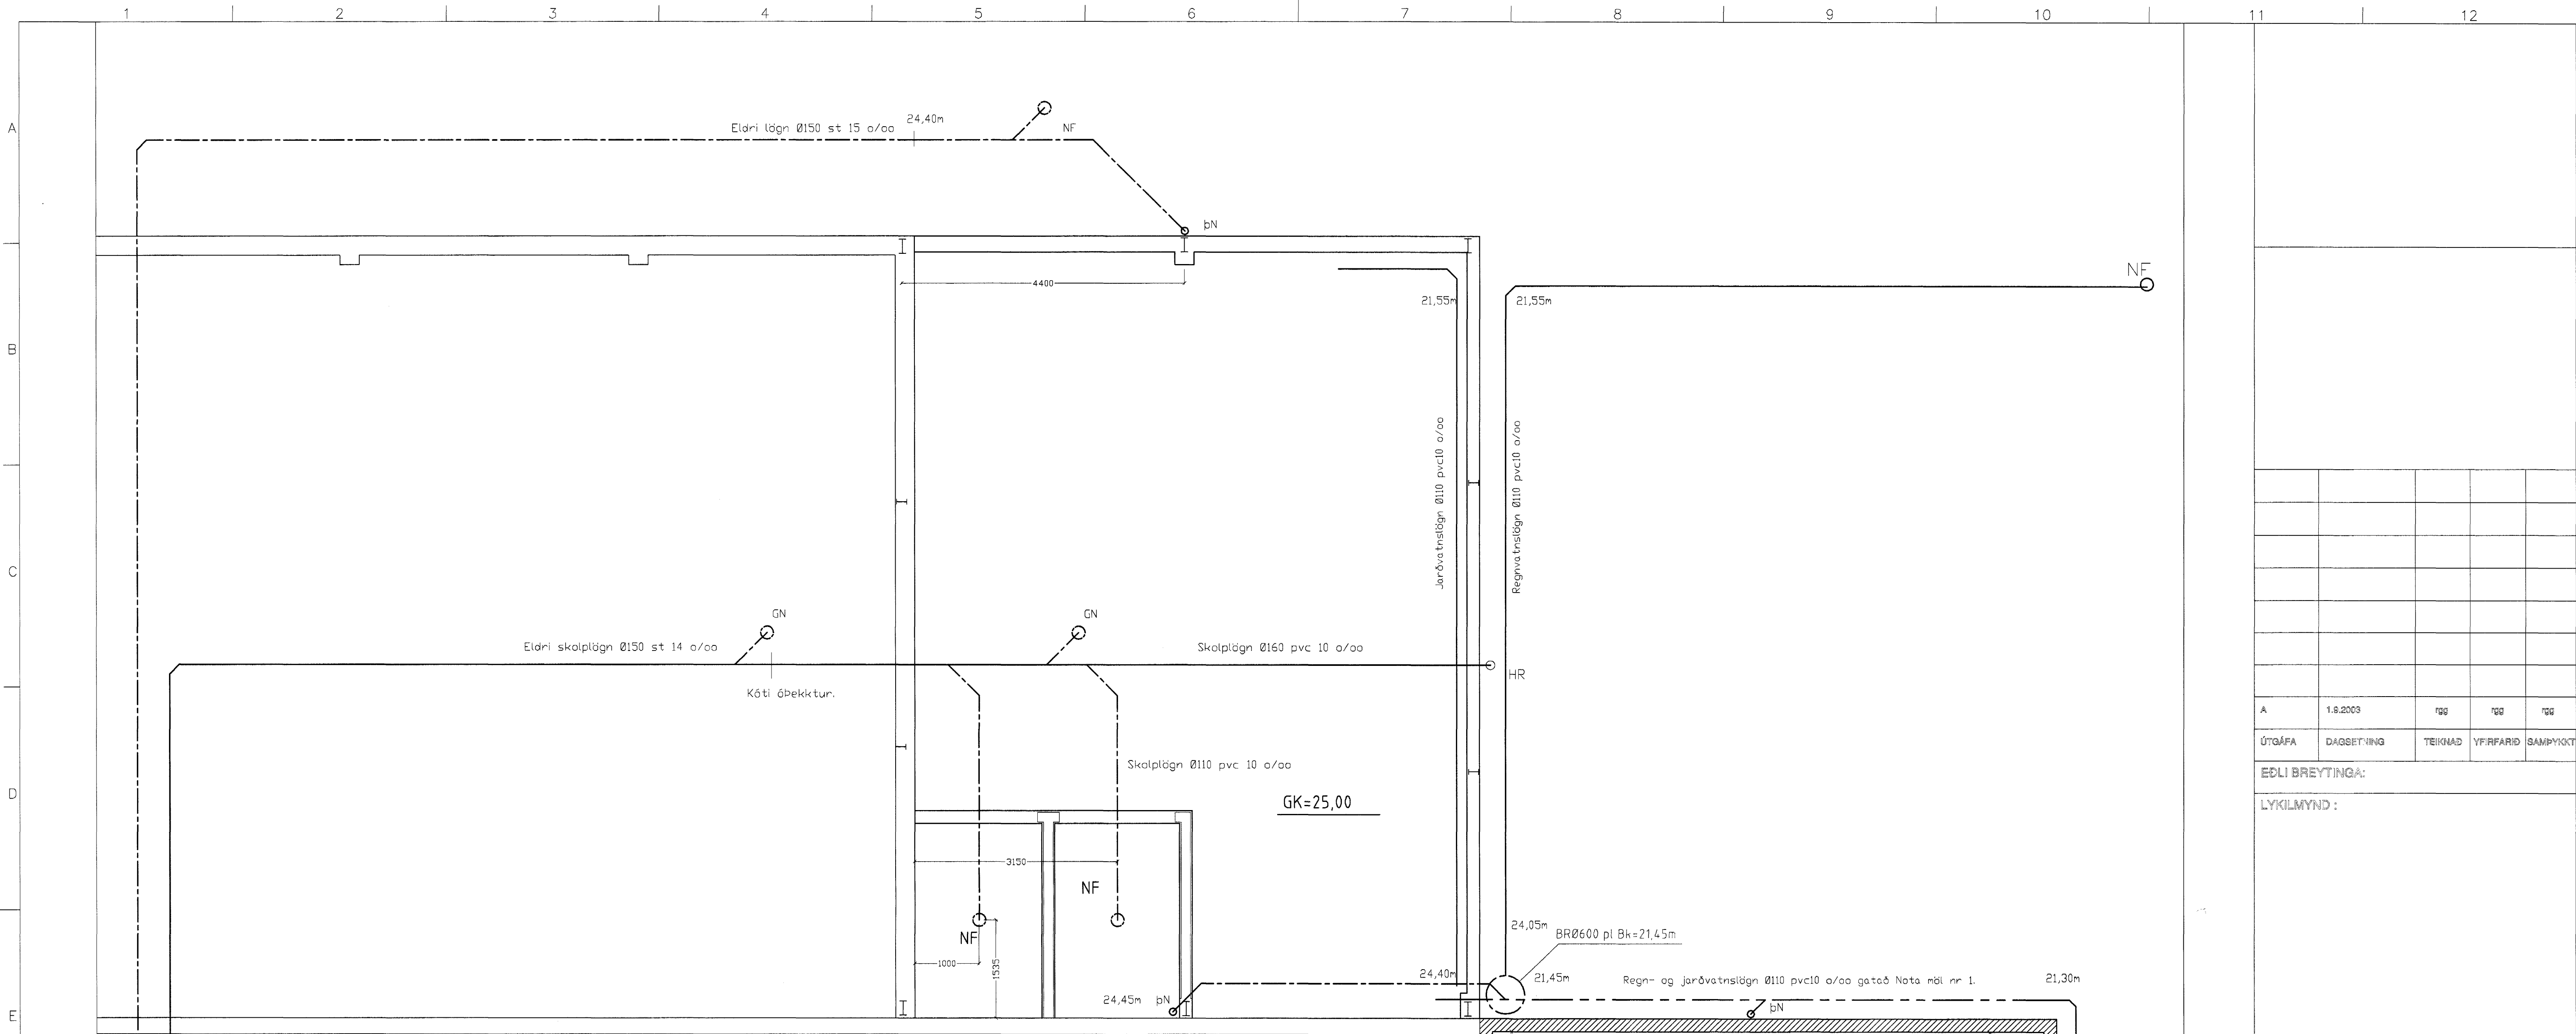 1 2 3 4 5 6 7 8 9 10 11 12
A
Eldri lögn Ø150 st 15 o/oo
24,40m
NF
þN
4400
21,55m
21,55m
NF
B
Jarðvatnslögn Ø110 pvc10 o/oo
Regnvatnslögn Ø110 pvc10 o/oo
C
GN
GN
Eldri skolplögn Ø150 st 14 o/oo
Skolplögn Ø160 pvc 10 o/oo
HR
Kóti óþekktur.
A 1.9.2003 rgg rgg rgg
ÚTGÁFA DAGSETNING TEIKNAÐ YFIRFARIÐ SAMÞYKKT
EÐLI BREYTINGA:
LYKILMYND :
Skolplögn Ø110 pvc 10 o/oo
D
GK=25,00
3150
NF
NF
1000
1535
24,05m
BRØ600 pl Bk=21,45m
24,40m
21,45m
Regn- og jarðvatnslögn Ø110 pvc10 o/oo gatað Nota möl nr 1.
21,30m
24,45m þN
þN
E